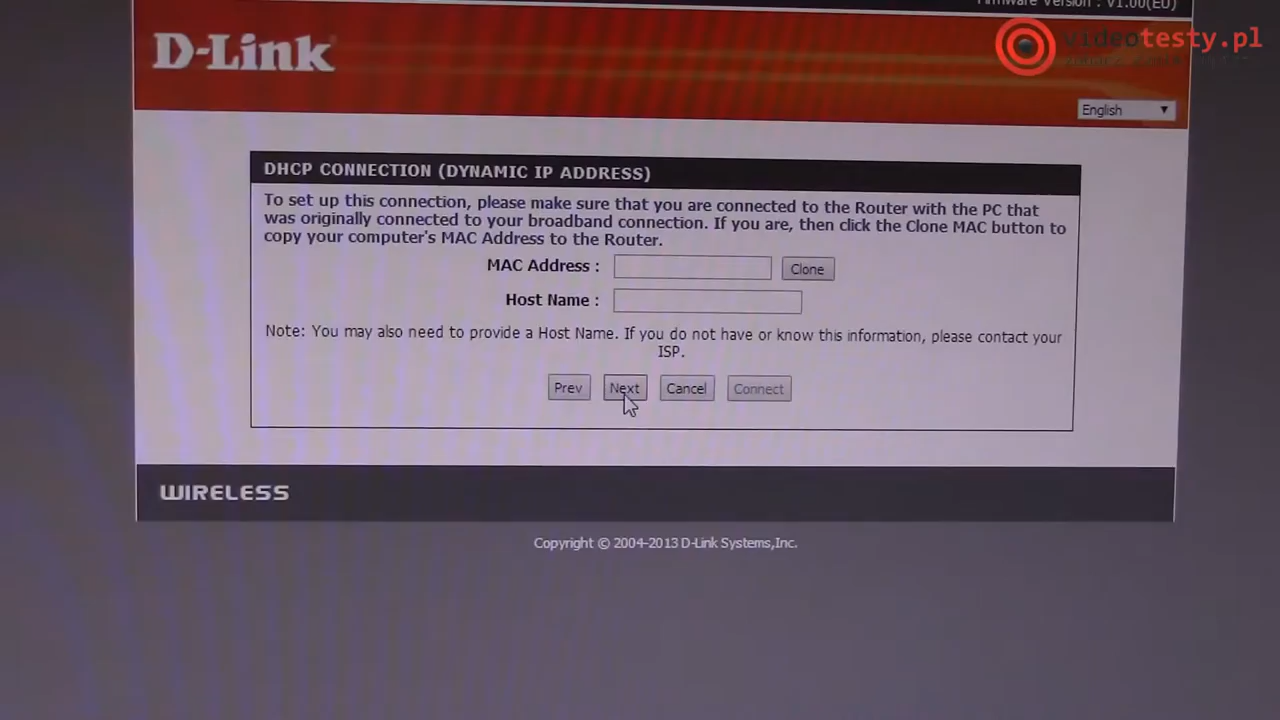 Firmware Version : V1.00(EU)
D-Link
videotesty.pl
English
DHCP CONNECTION (DYNAMIC IP ADDRESS)
To set up this connection, please make sure that you are connected to the Router with the PC that
was originally connected to your broadband connection. If you are, then click the Clone MAC button to
copy your computer's MAC Address to the Router.
MAC Address :
Clone
Host Name :
Note: You may also need to provide a Host Name. If you do not have or know this information, please contact your
ISP.
Prev Next Cancel Connect
WIRELESS
Copyright © 2004-2013 D-Link Systems,Inc.